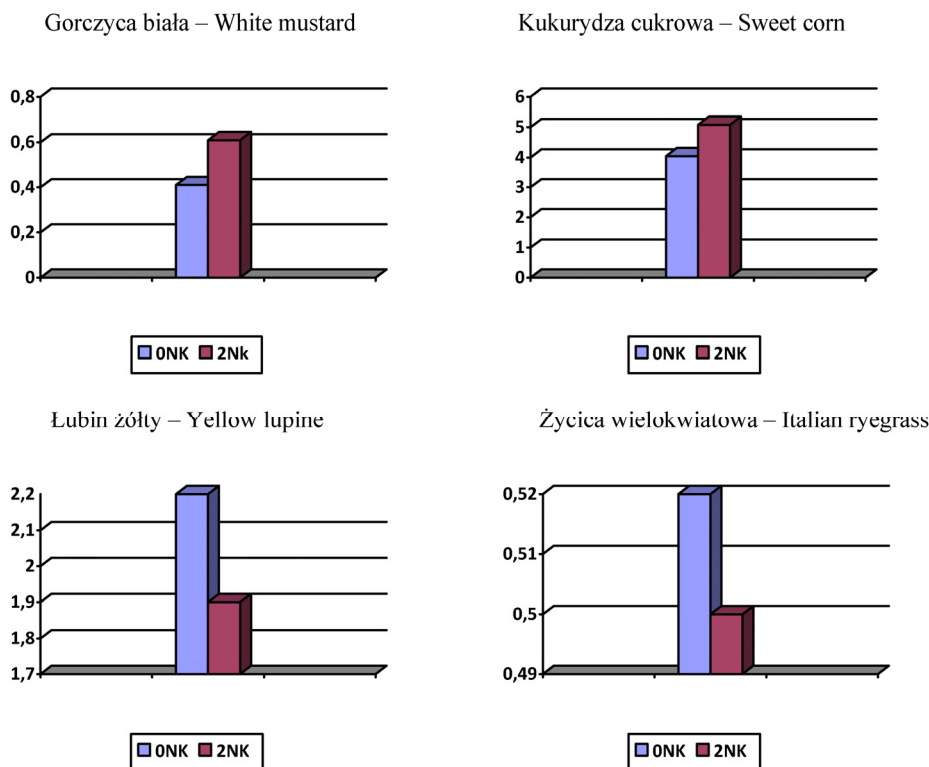 Gorczyca biała – White mustard
0,8
0,6
0,4
0,2
0
0NK 2Nk
Kukurydza cukrowa – Sweet corn
6
5
4
3
2
1
0
0NK 2NK
Łubin żółty – Yellow lupine
2,2
2,1
2
1,9
1,8
1,7
0NK 2NK
Życica wielokwiatowa – Italian ryegrass
0,52
0,51
0,5
0,49
0NK 2NK